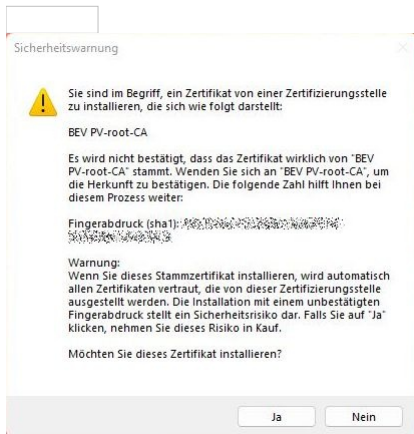 Sicherheitswarnung
Sie sind im Begriff, ein Zertifikat von einer Zertifizierungsstelle
zu installieren, die sich wie folgt darstellt:
BEV PV-root-CA
Es wird nicht bestätigt, dass das Zertifikat wirklich von "BEV
PV-root-CA" stammt. Wenden Sie sich an "BEV PV-root-CA", um
die Herkunft zu bestätigen. Die folgende Zahl hilft Ihnen bei
diesem Prozess weiter:
Fingerabdruck (sha1):
Warnung:
Wenn Sie dieses Stammzertifikat installieren, wird automatisch
allen Zertifikaten vertraut, die von dieser Zertifizierungsstelle
ausgestellt werden. Die Installation mit einem unbestätigten
Fingerabdruck stellt ein Sicherheitsrisiko dar. Falls Sie auf "Ja"
klicken, nehmen Sie dieses Risiko in Kauf.
Möchten Sie dieses Zertifikat installieren?
Ja
Nein